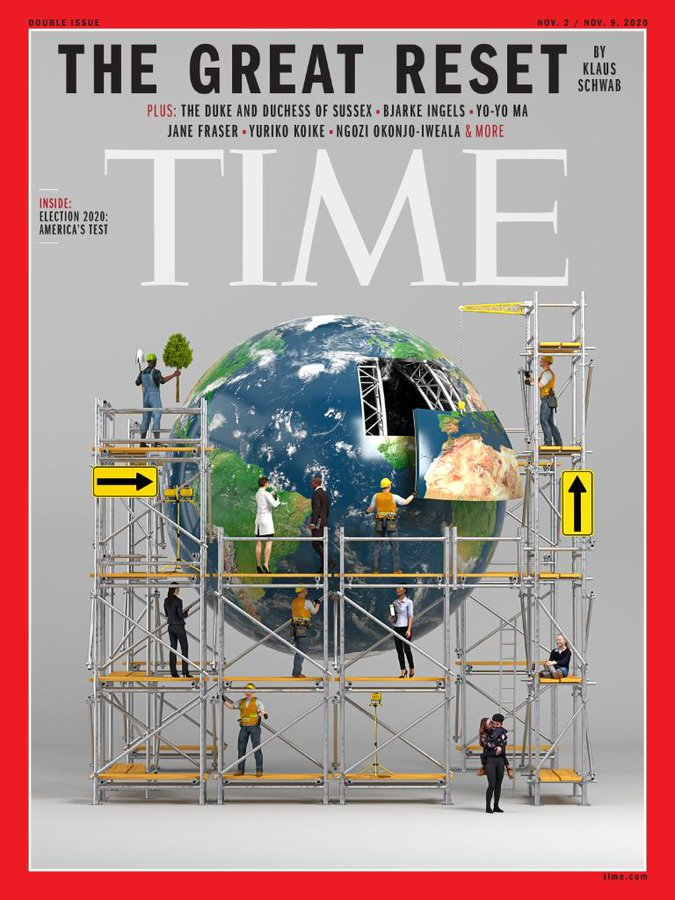 DOUBLE ISSUE
NOV. 2 / NOV. 9, 2020
THE GREAT RESET
BY
KLAUS
SCHWAB
PLUS: THE DUKE AND DUCHESS OF SUSSEX ▪ BJARKE INGELS ▪ YO-YO MA
JANE FRASER ▪ YURIKO KOIKE ▪ NGOZI OKONJO-IWEALA & MORE
TIME
INSIDE:
ELECTION 2020:
AMERICA'S TEST
time.com